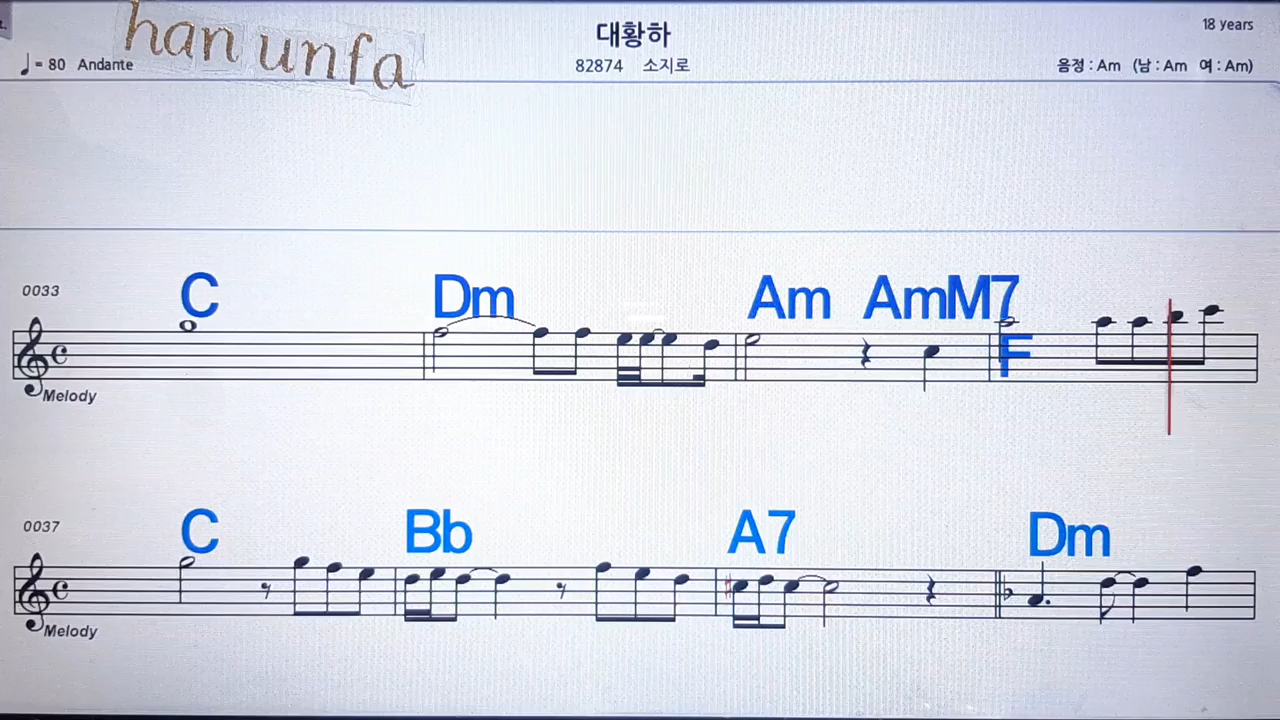 han unfa
대황하
18 years
♩= 80 Andante
82874 소지로
음정 : Am (남 : Am 여 : Am)
0033
C Dm Am AmM7
F
Melody
0037
C Bb A7 Dm
Melody